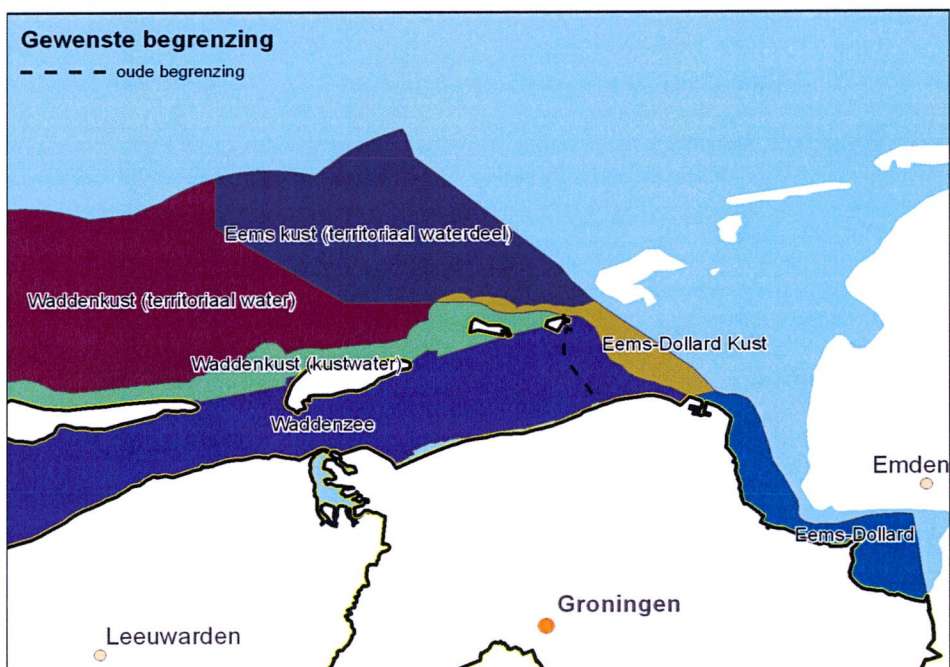 Gewenste begrenzing
oude begrenzing
Eems kust (territoriaal waterdeel)
Waddenkust (territoriaal water)
Eems-Dollard Kust
Waddenkust (kustwater)
Waddenzee
Emden
Eems-Dollard
Groningen
Leeuwarden